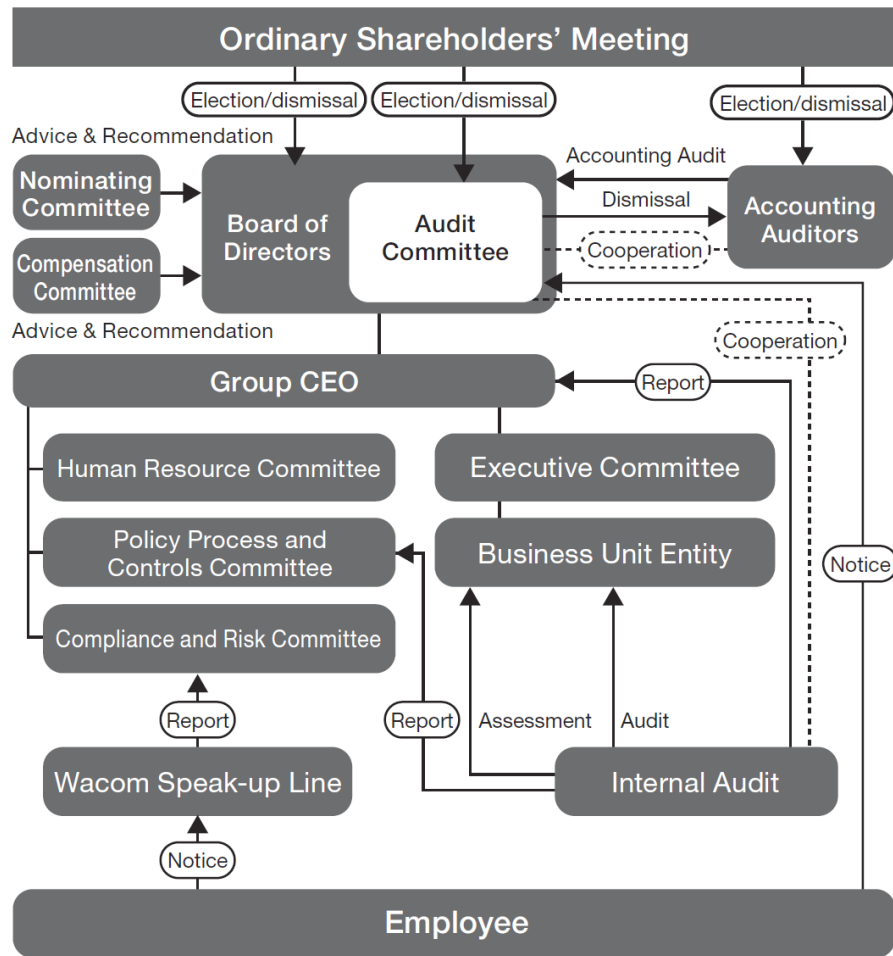 Ordinary Shareholders’ Meeting
Election/dismissal
Election/dismissal
Election/dismissal
Advice & Recommendation
Nominating
Committee
Compensation
Committee
Advice & Recommendation
Board of
Directors
Audit
Committee
Accounting Audit
Dismissal
Cooperation
Accounting
Auditors
Cooperation
Group CEO
Report
Human Resource Committee
Executive Committee
Policy Process and
Controls Committee
Business Unit Entity
Notice
Compliance and Risk Committee
Report
Report
Assessment
Audit
Wacom Speak-up Line
Internal Audit
Notice
Employee